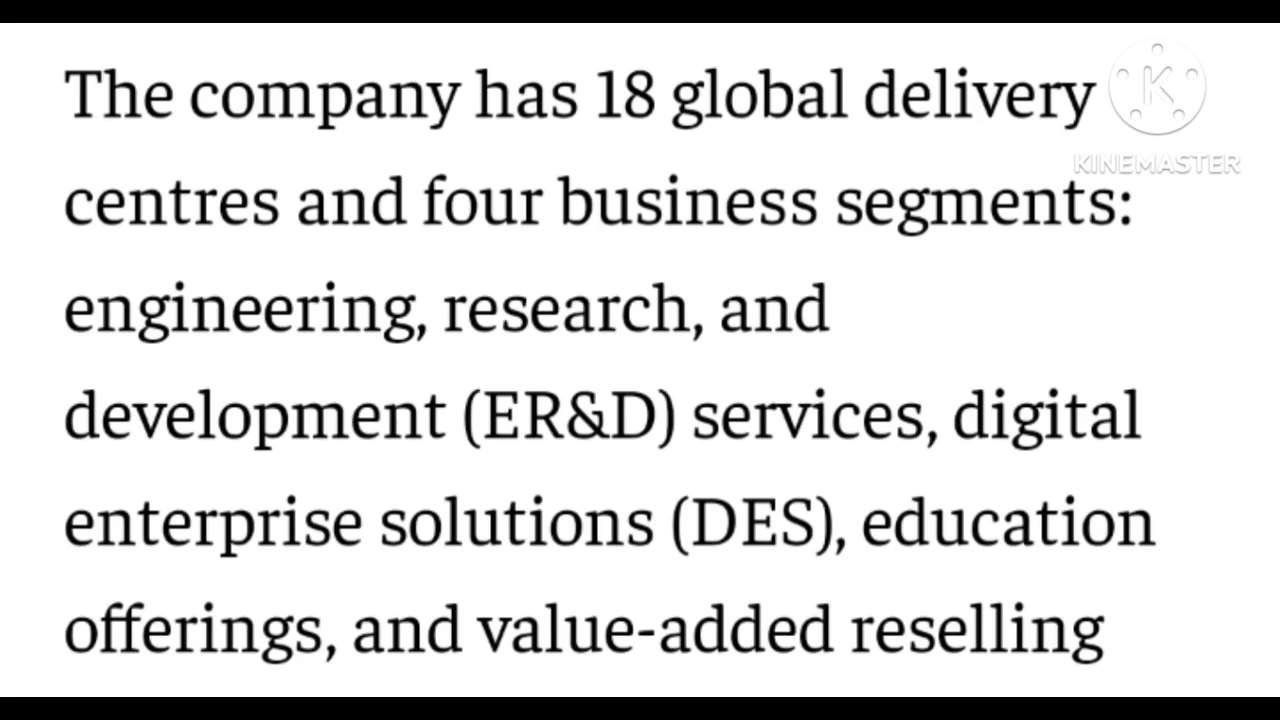 The company has 18 global delivery
KINEMASTER
centres and four business segments:
engineering, research, and
development (ER&D) services, digital
enterprise solutions (DES), education
offerings, and value-added reselling